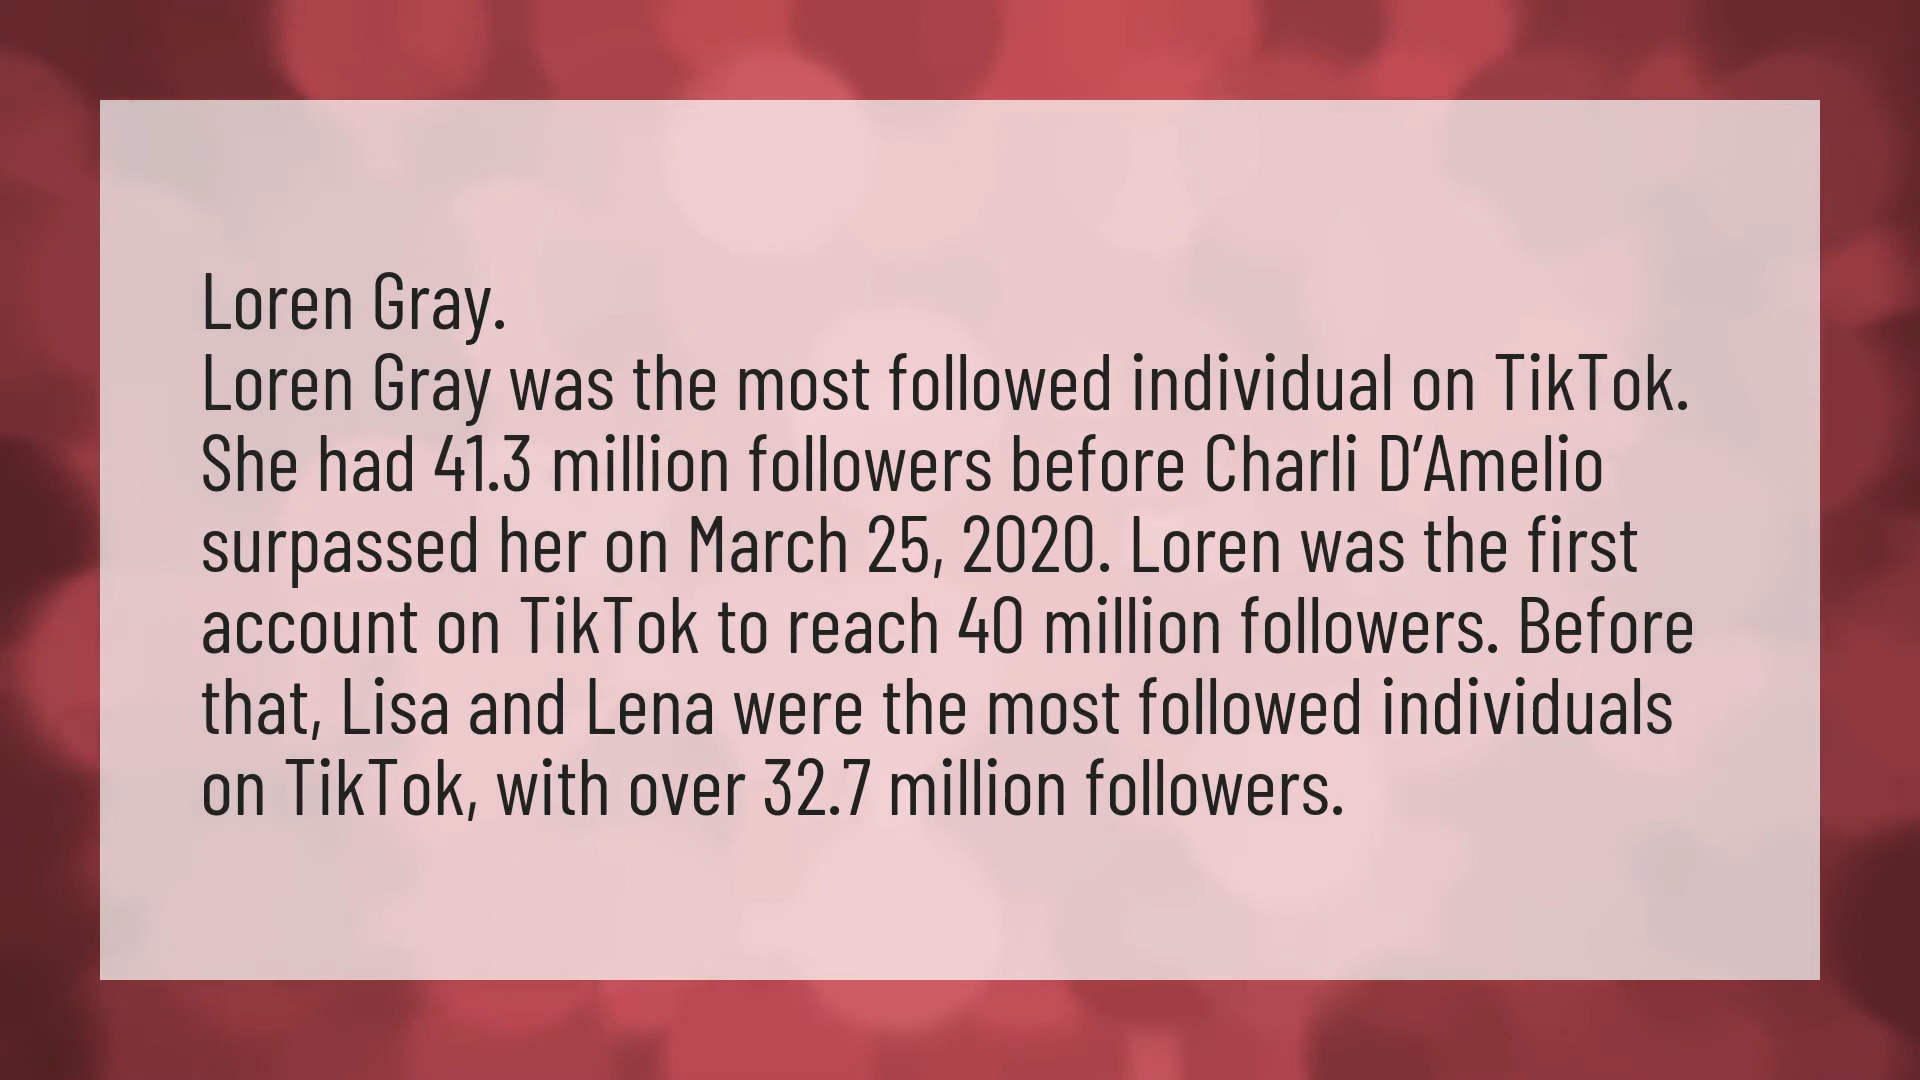 Loren Gray.
Loren Gray was the most followed individual on TikTok.
She had 41.3 million followers before Charli D’Amelio
surpassed her on March 25, 2020. Loren was the first
account on TikTok to reach 40 million followers. Before
that, Lisa and Lena were the most followed individuals
on TikTok, with over 32.7 million followers.